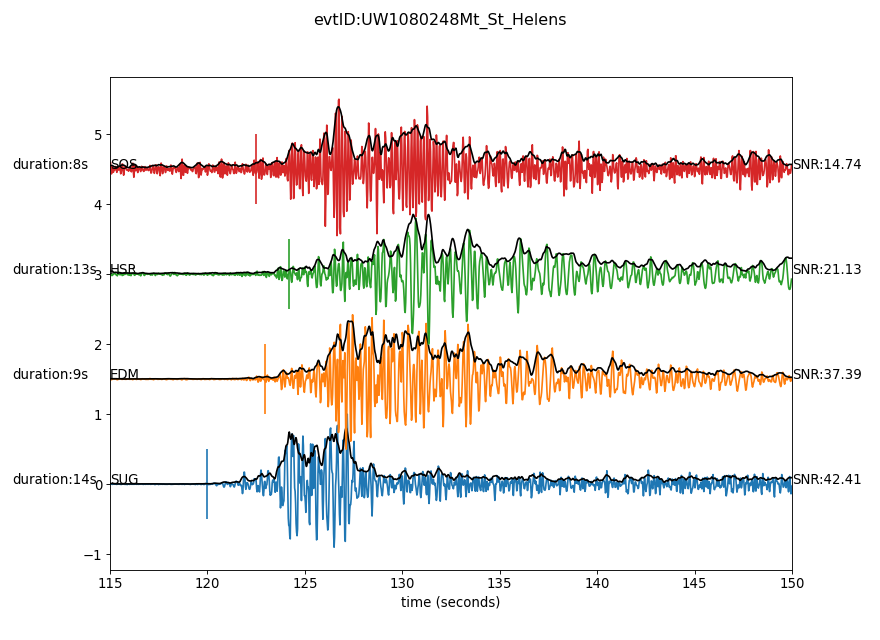 evtID:UW1080248Mt_St_Helens
5
duration:8s SOS SNR:14.74
4
duration:13s HSR SNR:21.13
3
2
duration:9s EDM SNR:37.39
1
duration:14s SUG SNR:42.41
0
−1
115 120 125 130 135 140 145 150
time (seconds)